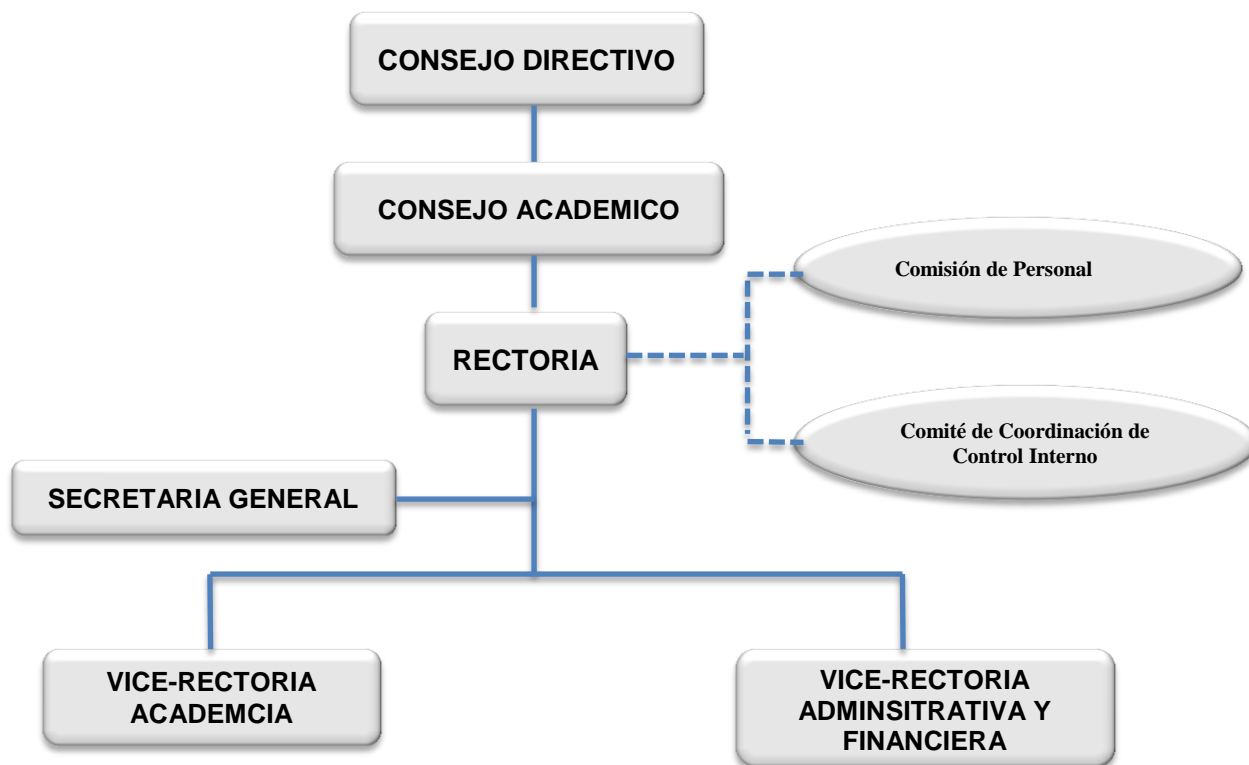 CONSEJO DIRECTIVO
CONSEJO ACADEMICO
Comisión de Personal
RECTORIA
Comité de Coordinación de
Control Interno
SECRETARIA GENERAL
VICE-RECTORIA
ACADEMCIA
VICE-RECTORIA
ADMINSITRATIVA Y
FINANCIERA